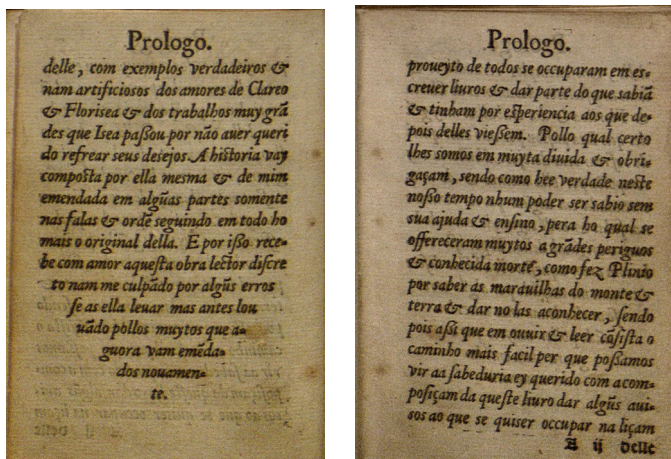 Prologo.
delle, com exemplos verdadeiros &
nam artificiosos dos amores de Clareo
& Florisea & dos trabalhos muy grã
des que Isea paſſou por não auer queri
do refrear seus desejos. A hiſtoria vay
compoſta por ella mesma & de mim
emendada em algũas partes somente
nas falas & ordẽ seguindo em todo ho
mais o original della. E por iſſo rece-
be com amor aqueſta obra lector diſcre
to nam me culpãdo por algũs erros
ſe as ella leuar mas antes lou
uãdo pollos muytos que a-
guora vam emẽda-
dos nouamen-
te.
Prologo.
proueyto de todos se occuparam em es-
creuer liuros & dar parte do que sabiã
& tinham por eſperiencia aos que de-
pois delles vieſſem. Pollo qual certo
lhes somos em muyta diuida & obri-
gaçam, sendo como hee verdade neſte
noſſo tempo nhum poder ser sabio sem
sua ajuda & ensino, pera ho qual se
offereceram muytos a grãdes periguos
& conhecida morte, como fez Plinio
por saber as marauilhas do monte &
terra & dar no las aconhecer, ſendo
pois aſſi que em ouuir & leer cõſiſta o
caminho mais facil per que poſſamos
vir aa ſabeduria ey querido com a com-
poſiçam da queſte liuro dar algũs aui-
sos ao que se quiser occupar na liçam
A ij delle